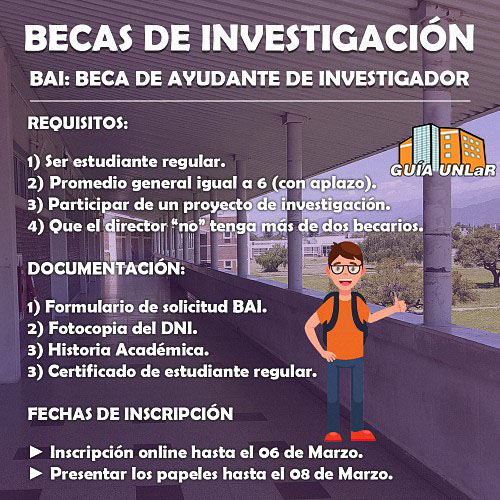 BECAS DE INVESTIGACIÓN
BAI: BECA DE AYUDANTE DE INVESTIGADOR
REQUISITOS:
GUÍA UNLaR
1) Ser estudiante regular.
2) Promedio general igual a 6 (con aplazo).
3) Participar de un proyecto de investigación.
4) Que el director “no” tenga más de dos becarios.
DOCUMENTACIÓN:
1) Formulario de solicitud BAI.
2) Fotocopia del DNI.
3) Historia Académica.
3) Certificado de estudiante regular.
FECHAS DE INSCRIPCIÓN
► Inscripción online hasta el 06 de Marzo.
► Presentar los papeles hasta el 08 de Marzo.